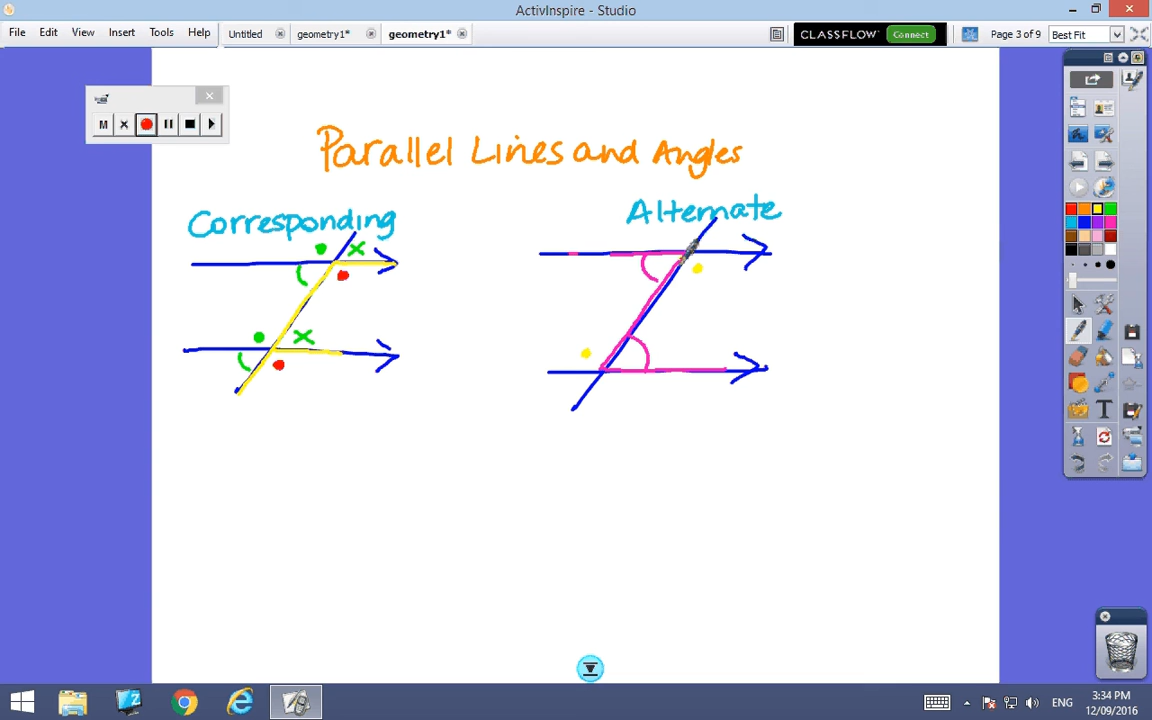 ActivInspire - Studio
File Edit View Insert Tools Help Untitled geometry1* geometry1* CLASSFLOW Connect Page 3 of 9 Best Fit
M
Parallel Lines and Angles
Corresponding Alternate
x
x
T
Z
ENG
3:34 PM
12/09/2016